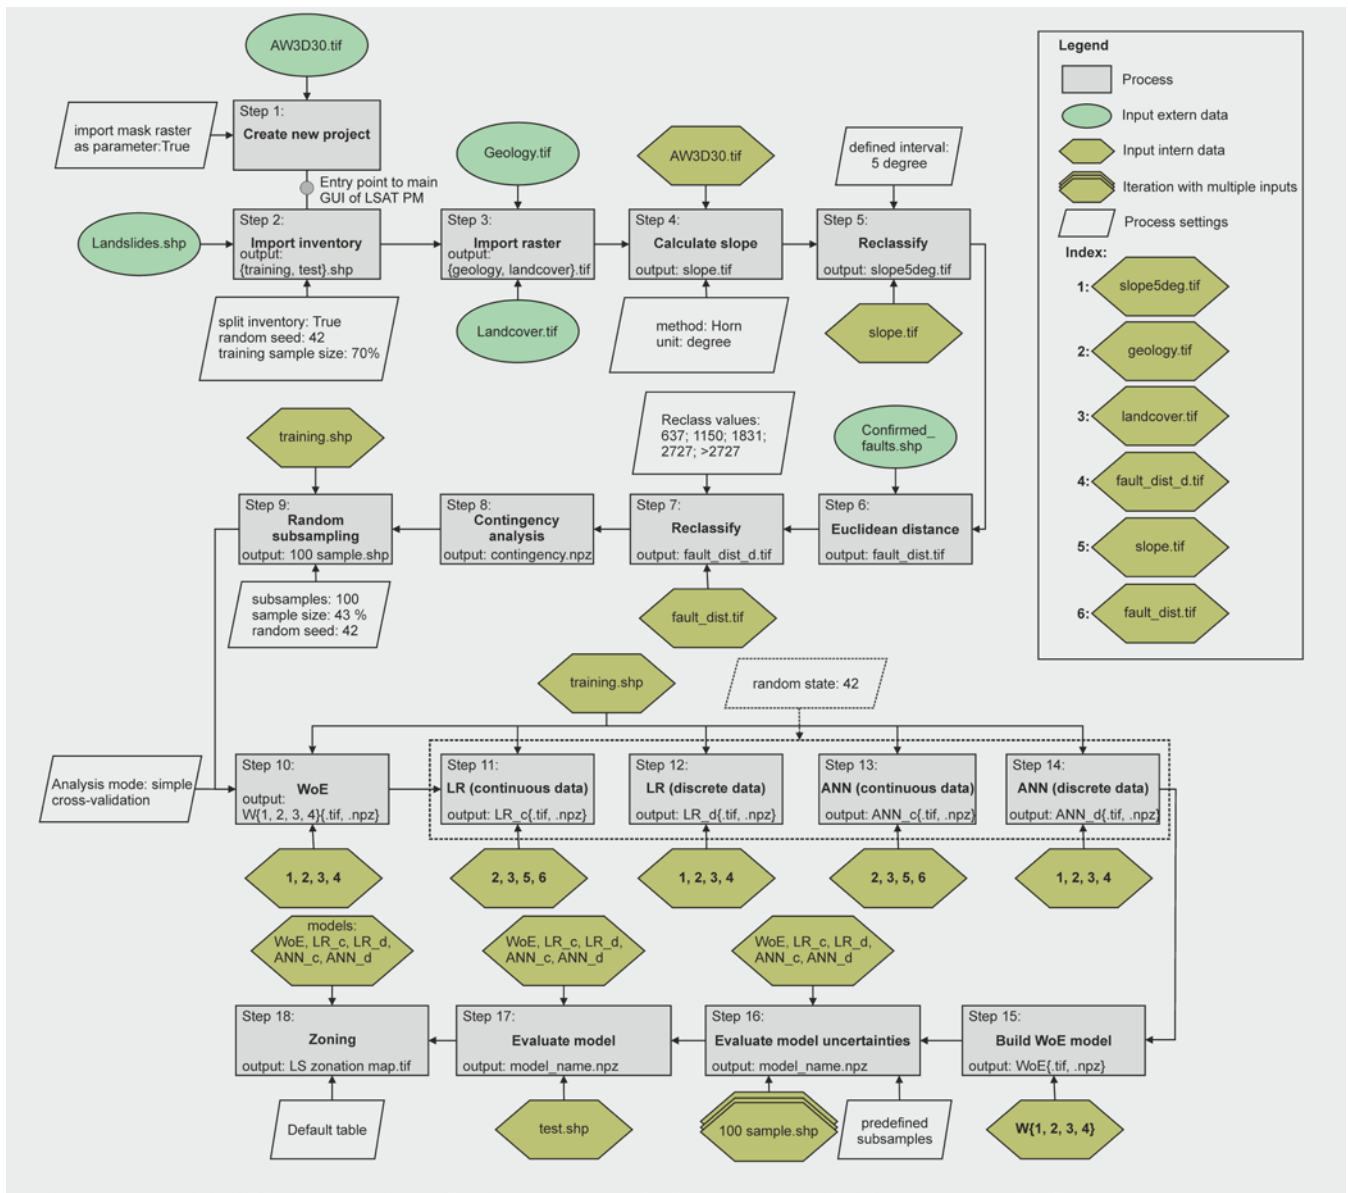 AW3D30.tif
import mask raster
as parameter:True
Step 1:
Create new project
Entry point to main
GUI of LSAT PM
Landslides.shp
Step 2:
Import inventory
output:
{training, test}.shp
split inventory: True
random seed: 42
training sample size: 70%
Geology.tif
Step 3:
Import raster
output:
{geology, landcover}.tif
Landcover.tif
AW3D30.tif
Step 4:
Calculate slope
output: slope.tif
method: Horn
unit: degree
defined interval:
5 degree
Step 5:
Reclassify
output: slope5deg.tif
slope.tif
Confirmed_
faults.shp
Step 6:
Euclidean distance
output: fault_dist.tif
Reclass values:
637; 1150; 1831;
2727; >2727
Step 7:
Reclassify
output: fault_dist_d.tif
fault_dist.tif
Step 8:
Contingency
analysis
output: contingency.npz
training.shp
Step 9:
Random
subsampling
output: 100 sample.shp
subsamples: 100
sample size: 43 %
random seed: 42
training.shp
random state: 42
Analysis mode: simple
cross-validation
Step 10:
WoE
output:
W{1, 2, 3, 4}{.tif, .npz}
1, 2, 3, 4
Step 11:
LR (continuous data)
output: LR_c{.tif, .npz}
2, 3, 5, 6
Step 12:
LR (discrete data)
output: LR_d{.tif, .npz}
1, 2, 3, 4
Step 13:
ANN (continuous data)
output: ANN_c{.tif, .npz}
2, 3, 5, 6
Step 14:
ANN (discrete data)
output: ANN_d{.tif, .npz}
1, 2, 3, 4
Step 15:
Build WoE model
output: WoE{.tif, .npz}
W{1, 2, 3, 4}
WoE, LR_c, LR_d,
ANN_c, ANN_d
Step 16:
Evaluate model uncertainties
output: model_name.npz
100 sample.shp
predefined
subsamples
WoE, LR_c, LR_d,
ANN_c, ANN_d
Step 17:
Evaluate model
output: model_name.npz
test.shp
models:
WoE, LR_c, LR_d,
ANN_c, ANN_d
Step 18:
Zoning
output: LS zonation map.tif
Default table
Legend
Process
Input extern data
Input intern data
Iteration with multiple inputs
Process settings
Index:
1: slope5deg.tif
2: geology.tif
3: landcover.tif
4: fault_dist_d.tif
5: slope.tif
6: fault_dist.tif